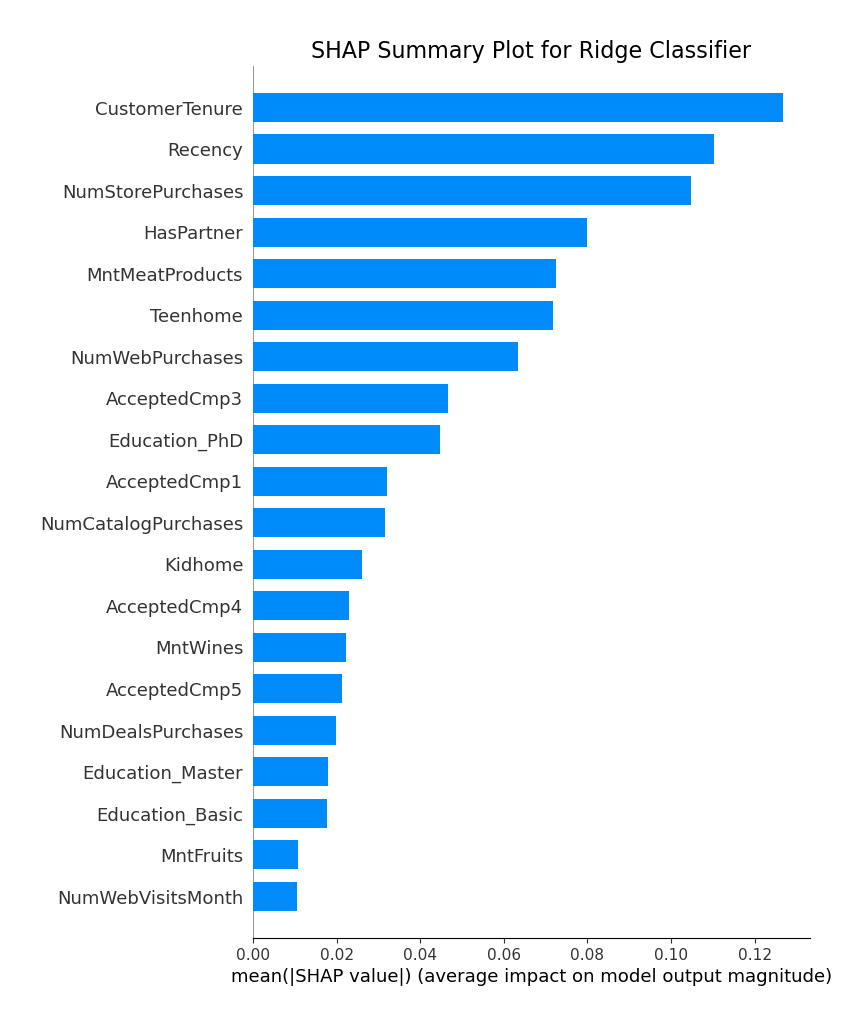 SHAP Summary Plot for Ridge Classifier
CustomerTenure
Recency
NumStorePurchases
HasPartner
MntMeatProducts
Teenhome
NumWebPurchases
AcceptedCmp3
Education_PhD
AcceptedCmp1
NumCatalogPurchases
Kidhome
AcceptedCmp4
MntWines
AcceptedCmp5
NumDealsPurchases
Education_Master
Education_Basic
MntFruits
NumWebVisitsMonth
0.00 0.02 0.04 0.06 0.08 0.10 0.12
mean(|SHAP value|) (average impact on model output magnitude)